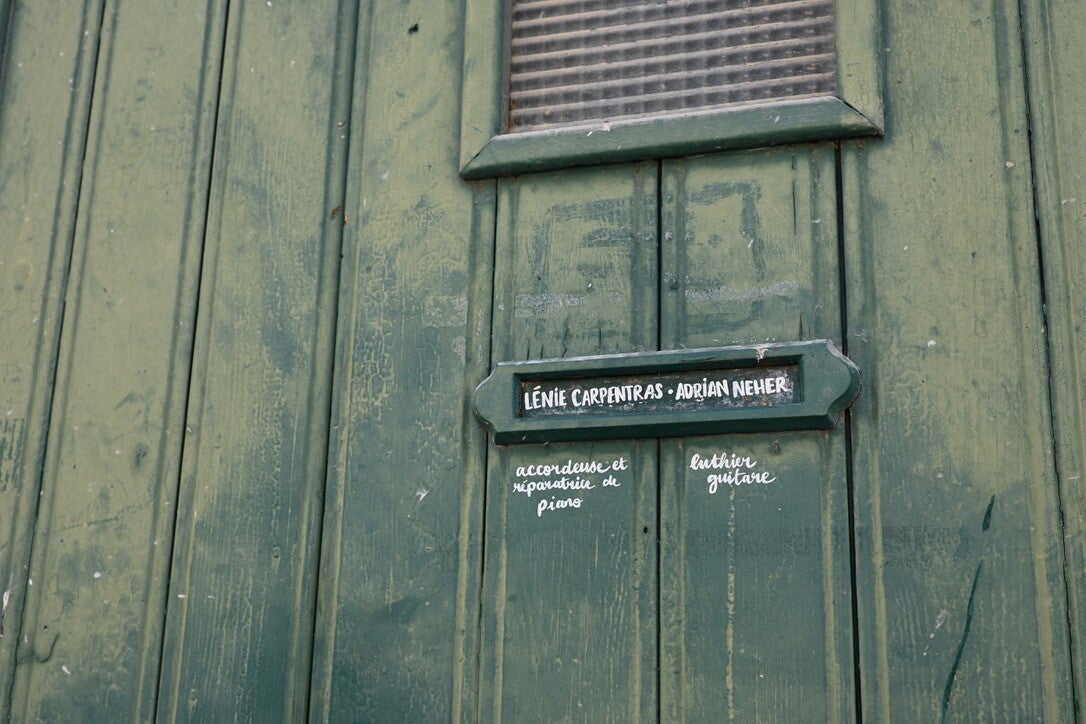 LÉNIE CARPENTRAS • ADRIAN NEHER
accordeuse et
réparatrice de
piano
luthier
guitare